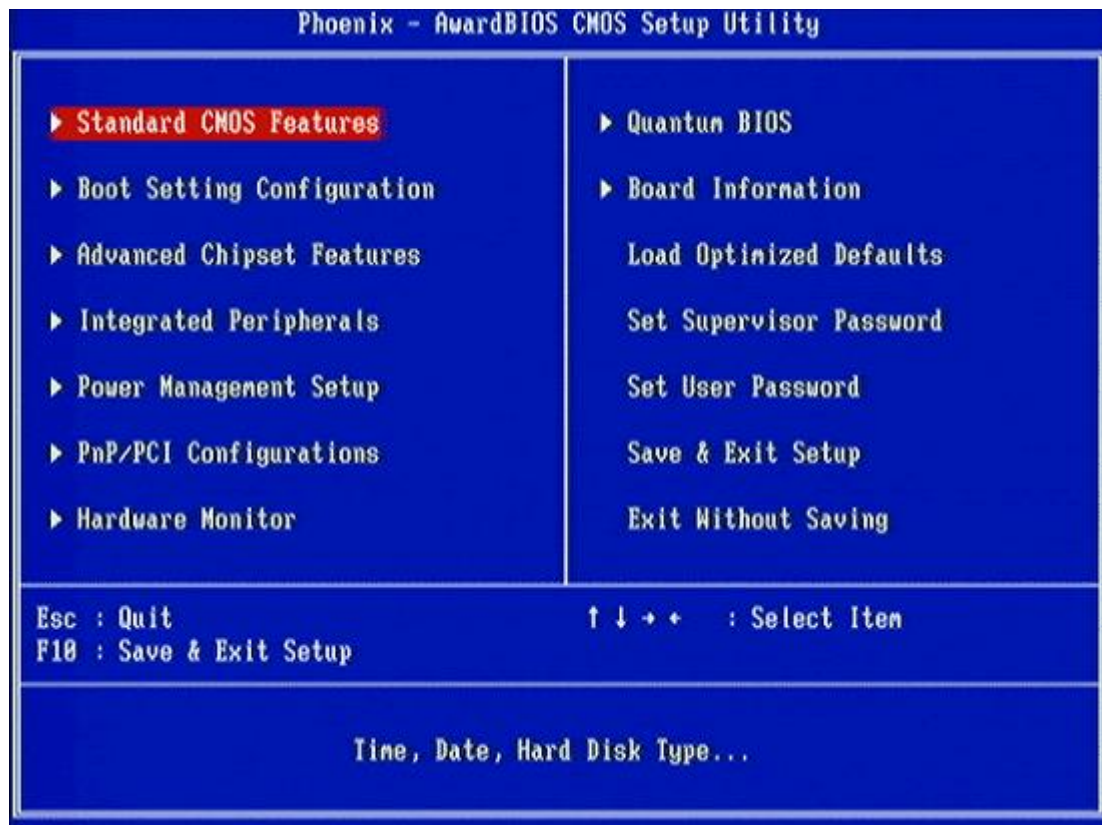 Phoenix - AwardBIOS CMOS Setup Utility
▶ Standard CMOS Features
▶ Boot Setting Configuration
▶ Advanced Chipset Features
▶ Integrated Peripherals
▶ Power Management Setup
▶ PnP/PCI Configurations
▶ Hardware Monitor
▶ Quantum BIOS
▶ Board Information
Load Optimized Defaults
Set Supervisor Password
Set User Password
Save & Exit Setup
Exit Without Saving
Esc : Quit
F10 : Save & Exit Setup
↑ ↓ → ← : Select Item
Time, Date, Hard Disk Type...